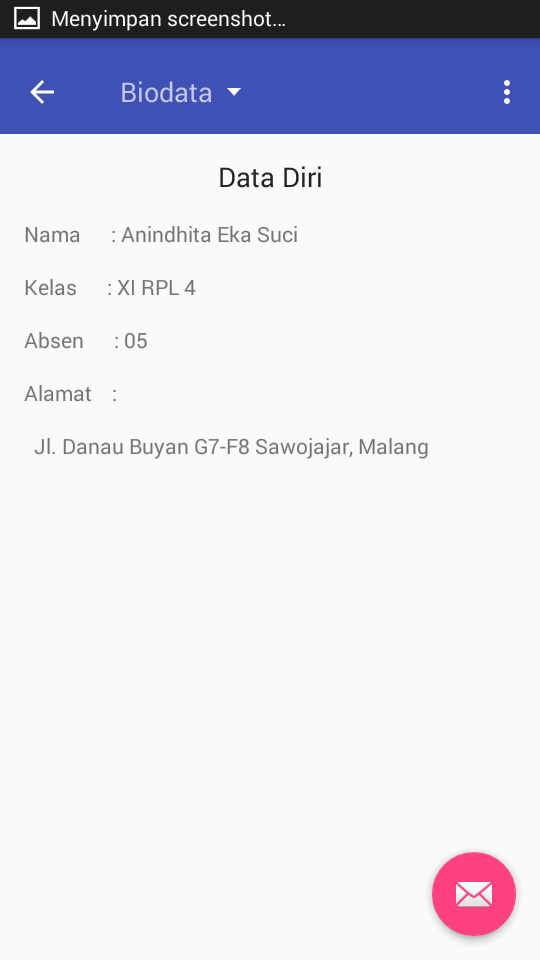 Menyimpan screenshot...
Biodata
Data Diri
Nama : Anindhita Eka Suci
Kelas : XI RPL 4
Absen : 05
Alamat :
Jl. Danau Buyan G7-F8 Sawojajar, Malang